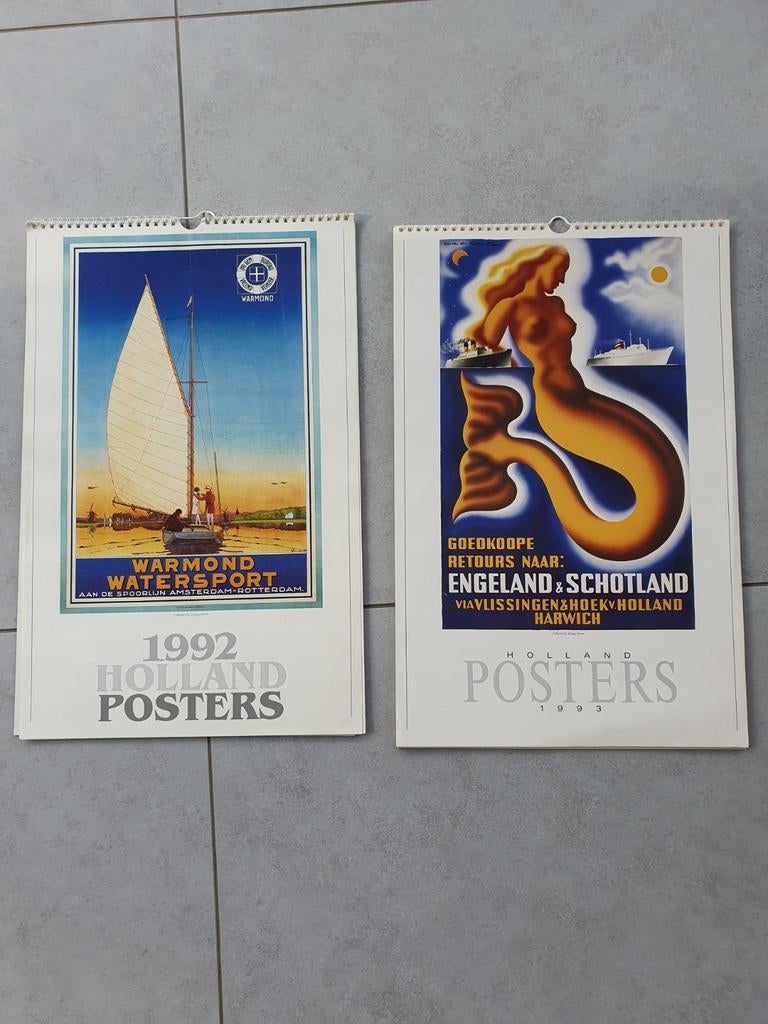 WARMOND
WARMOND
WATERSPORT
AAN DE SPOORLIJN AMSTERDAM-ROTTERDAM.
1992
HOLLAND
POSTERS
GOEDKOOPE
RETOURS NAAR:
ENGELAND & SCHOTLAND
VIA VLISSINGEN & HOEK V. HOLLAND
HARWICH
HOLLAND
POSTERS
1993